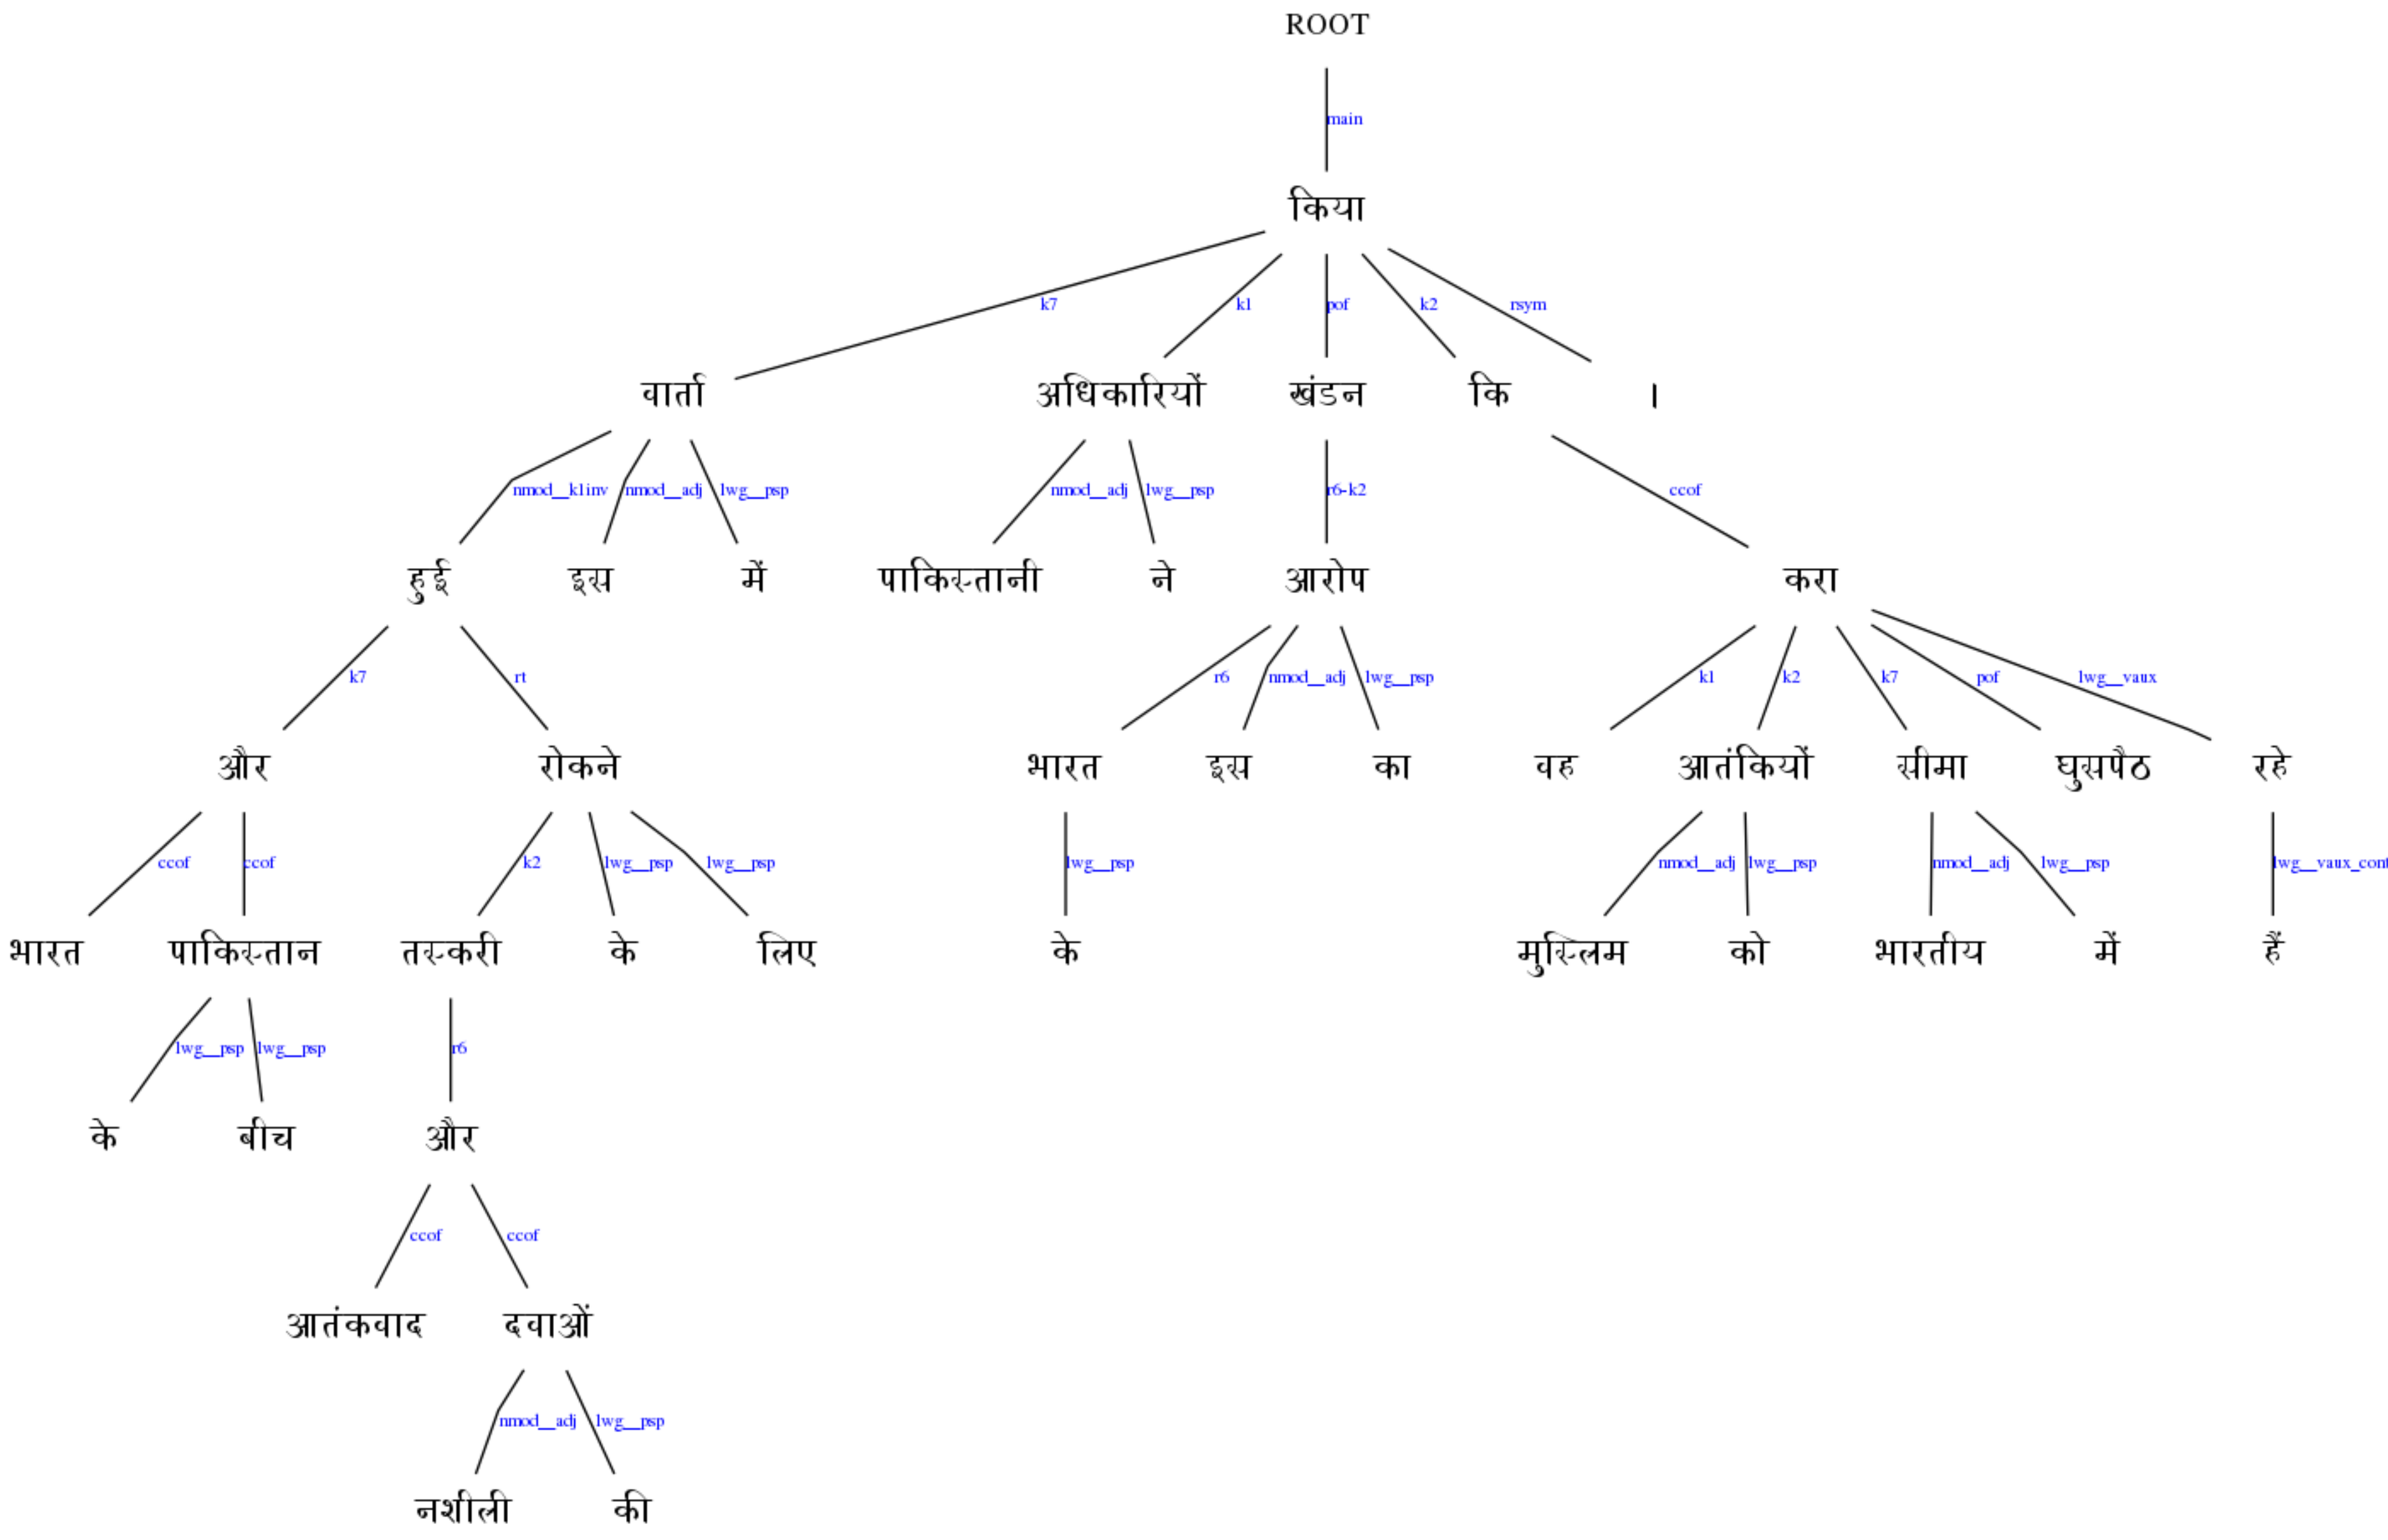 ROOT
main
किया
k7 k1 pof k2 rsym
वार्ता अधिकारियों खंडन कि ।
nmod__k1inv nmod__adj lwg__psp nmod__adj lwg__psp r6-k2 ccof
हुई इस में पाकिस्तानी ने आरोप करा
k7 rt r6 nmod__adj lwg__psp k1 k2 k7 pof lwg__vaux
और रोकने भारत इस का वह आतंकियों सीमा घुसपैठ रहे
ccof ccof k2 lwg__psp lwg__psp lwg__psp nmod__adj lwg__psp nmod__adj lwg__psp lwg__vaux_cont
भारत पाकिस्तान तस्करी के लिए के मुस्लिम को भारतीय में हैं
lwg__psp lwg__psp r6
के बीच और
ccof ccof
आतंकवाद दवाओं
nmod__adj lwg__psp
नशीली की